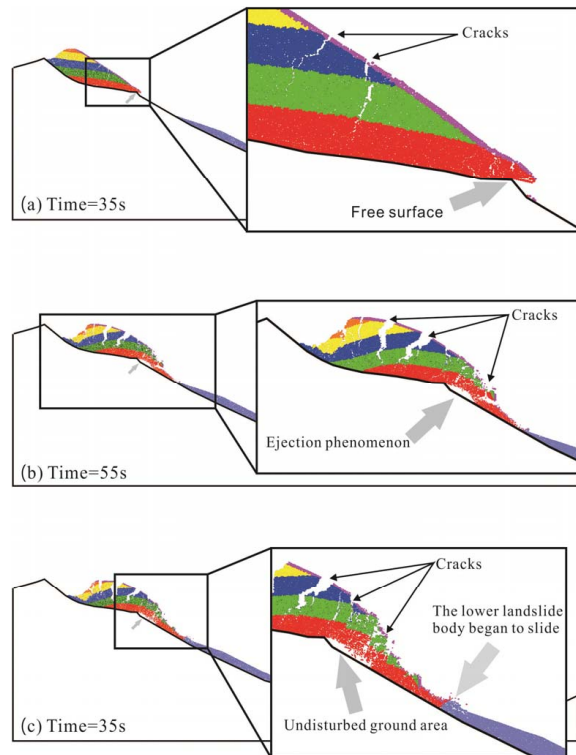 Cracks
Free surface
(a) Time=35s
Cracks
Ejection phenomenon
(b) Time=55s
Cracks
The lower landslide
body began to slide
Undisturbed ground area
(c) Time=35s